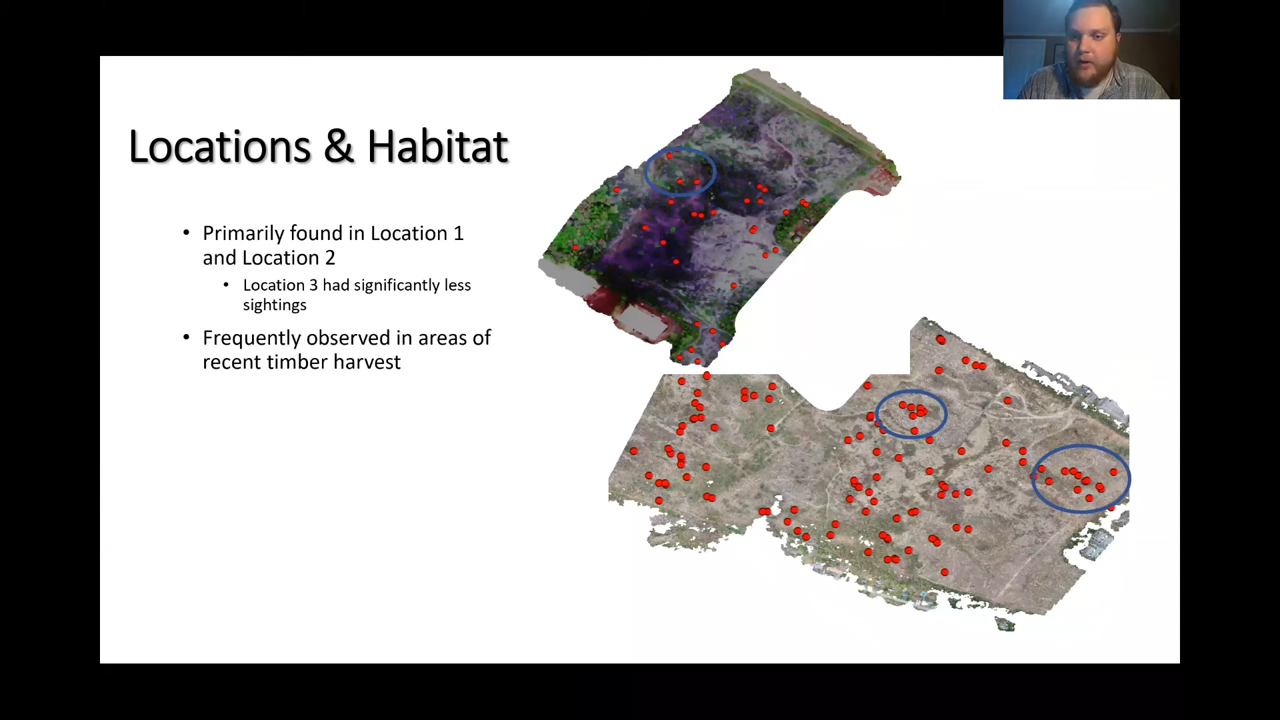 Locations & Habitat
• Primarily found in Location 1
and Location 2
• Location 3 had significantly less
sightings
• Frequently observed in areas of
recent timber harvest